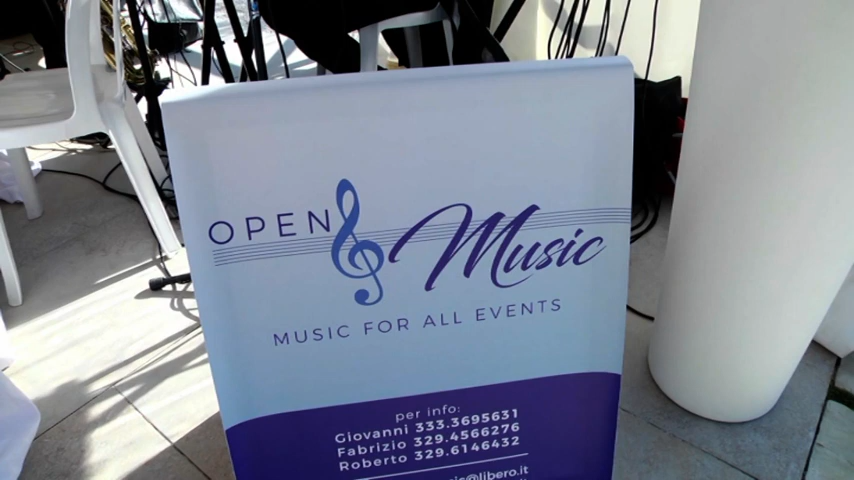 OPEN Music
MUSIC FOR ALL EVENTS
per info:
Giovanni 333.3695631
Fabrizio 329.4566276
Roberto 329.6146432
@libero.it